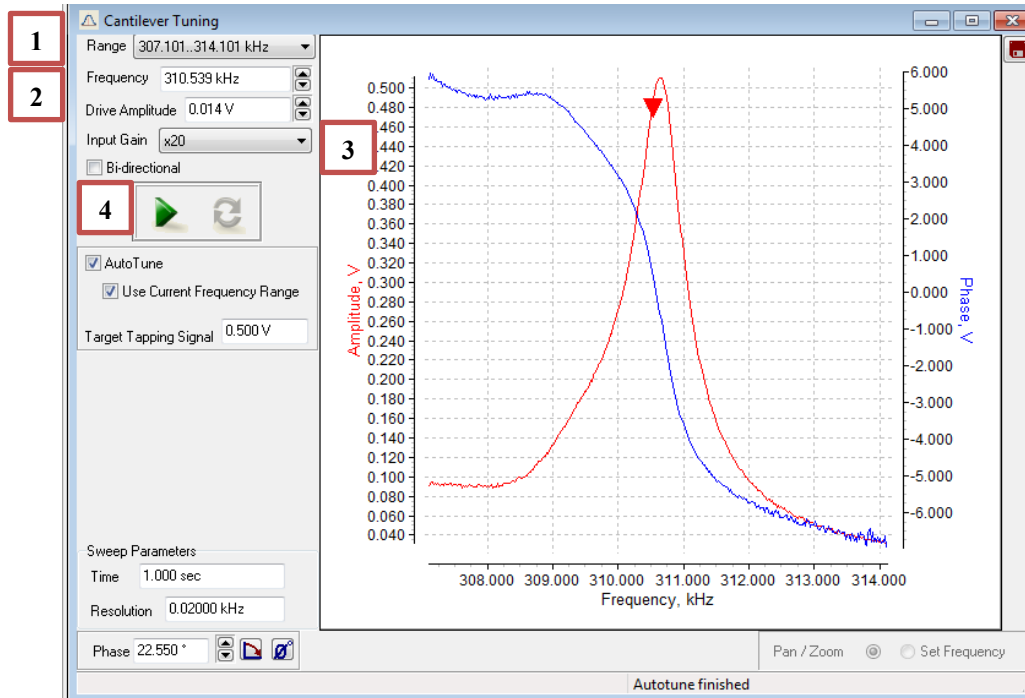 Cantilever Tuning
1
Range 307.101..314.101 kHz
2
Frequency 310.539 kHz
Drive Amplitude 0.014 V
Input Gain x20
3
Bi-directional
4
AutoTune
Use Current Frequency Range
Target Tapping Signal 0.500 V
Sweep Parameters
Time 1.000 sec
Resolution 0.02000 kHz
Phase 22.550 °
Amplitude, V
0.500
0.480
0.460
0.440
0.420
0.400
0.380
0.360
0.340
0.320
0.300
0.280
0.260
0.240
0.220
0.200
0.180
0.160
0.140
0.120
0.100
0.080
0.060
0.040
6.000
5.000
4.000
3.000
2.000
1.000
0.000
-1.000
-2.000
-3.000
-4.000
-5.000
-6.000
Phase, V
308.000 309.000 310.000 311.000 312.000 313.000 314.000
Frequency, kHz
Pan / Zoom Set Frequency
Autotune finished